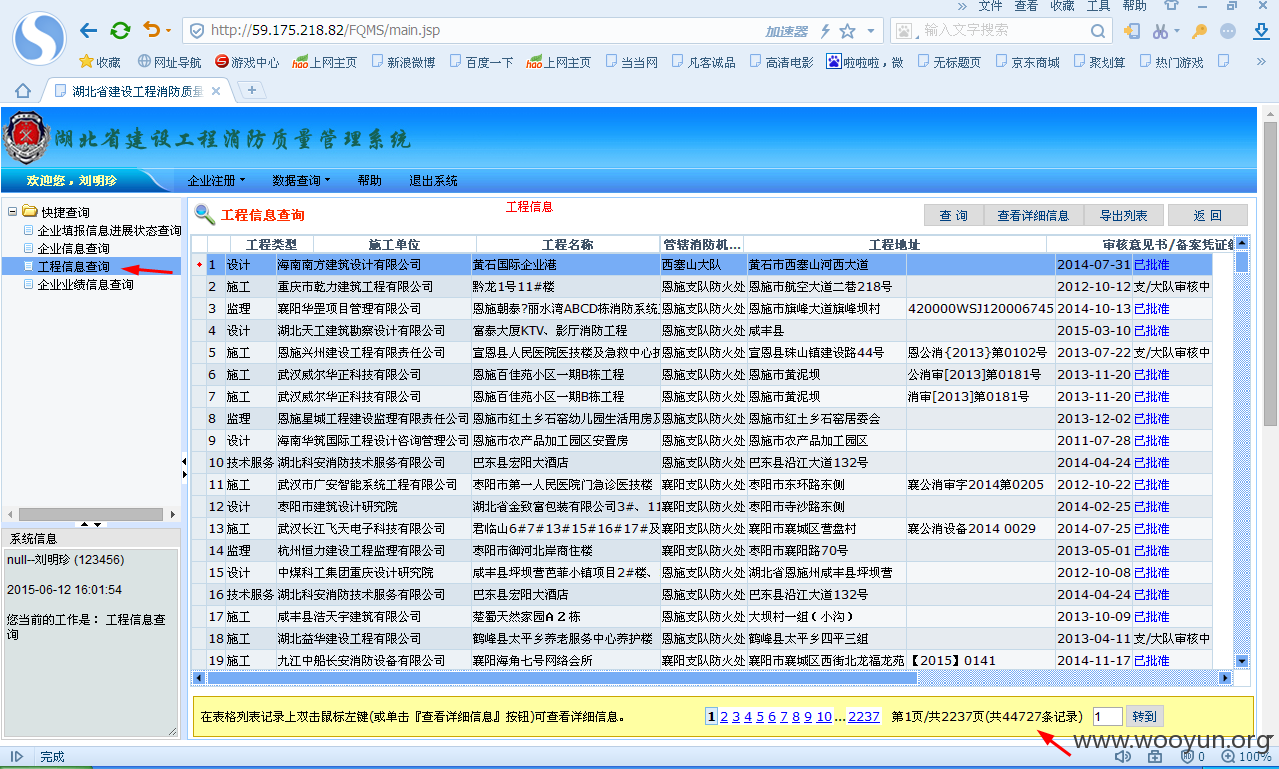 » 文件 查看 收藏 工具 帮助
http://59.175.218.82/FQMS/main.jsp 加速器 输入文字搜索
收藏 网址导航 游戏中心 hao上网主页 新浪微博 百度一下 hao上网主页 当当网 凡客诚品 高清电影 啦啦啦,微 无标题页 京东商城 聚划算 热门游戏 »
湖北省建设工程消防质量
湖北省建设工程消防质量管理系统
欢迎您，刘明珍 企业注册 数据查询 帮助 退出系统
快捷查询
企业填报信息进展状态查询
企业信息查询
工程信息查询
企业业绩信息查询
系统信息
null--刘明珍 (123456)
2015-06-12 16:01:54
您当前的工作是： 工程信息查
询
工程信息查询 工程信息 查 询 查看详细信息 导出列表 返 回
工程类型 施工单位 工程名称 管辖消防机... 工程地址 审核意见书/备案凭证
1 设计 海南南方建筑设计有限公司 黄石国际企业港 西塞山大队 黄石市西塞山河西大道 2014-07-31 已批准
2 施工 重庆市乾力建筑工程有限公司 黔龙1号11#楼 恩施支队防火处 恩施市航空大道二巷218号 2012-10-12 支/大队审核中
3 监理 襄阳华罡项目管理有限公司 恩施朝泰?丽水湾ABCD栋消防系统 恩施支队防火处 恩施市旗峰大道旗峰坝村 420000WSJ120006745 2014-10-13 已批准
4 设计 湖北天工建筑勘察设计有限公司 富泰大厦KTV、影厅消防工程 恩施支队防火处 咸丰县 2015-03-10 已批准
5 施工 恩施兴州建设工程有限责任公司 宣恩县人民医院医技楼及急救中心 恩施支队防火处 宣恩县珠山镇建设路44号 恩公消{2013}第0102号 2013-07-22 支/大队审核中
6 施工 武汉威尔华正科技有限公司 恩施百佳苑小区一期B栋工程 恩施支队防火处 恩施市黄泥坝 公消审[2013]第0181号 2013-11-20 已批准
7 施工 武汉威尔华正科技有限公司 恩施百佳苑小区一期B栋工程 恩施支队防火处 恩施市黄泥坝 消审[2013]第0181号 2013-11-20 已批准
8 监理 恩施星城工程建设监理有限责任公司 恩施市红土乡石窑幼儿园生活用房及 恩施支队防火处 恩施市红土乡石窑居委会 2013-12-02 已批准
9 设计 海南华筑国际工程设计咨询管理公司 恩施市农产品加工园区安置房 恩施支队防火处 恩施市农产品加工园区 2011-07-28 已批准
10 技术服务 湖北科安消防技术服务有限公司 巴东县宏阳大酒店 恩施支队防火处 巴东县沿江大道132号 2014-04-24 已批准
11 施工 武汉市广安智能系统工程有限公司 枣阳市第一人民医院门急诊医技楼 襄阳支队防火处 枣阳市东环路东侧 襄公消审字2014第0205 2012-10-22 已批准
12 设计 枣阳市建筑设计研究院 湖北省金致富包装有限公司3#、11 襄阳支队防火处 枣阳市寺沙路东侧 2014-02-25 已批准
13 施工 武汉长江飞天电子科技有限公司 君临山6#7#13#15#16#17#及 襄阳支队防火处 襄阳市襄城区营盘村 襄公消设备2014 0029 2014-07-25 已批准
14 监理 杭州恒力建设工程监理有限公司 枣阳市御河北岸商住楼 襄阳支队防火处 枣阳市襄阳路70号 2013-05-01 已批准
15 设计 中煤科工集团重庆设计研究院 咸丰县坪坝营芭菲小镇项目2#楼、 恩施支队防火处 湖北省恩施州咸丰县坪坝营 2012-10-08 已批准
16 技术服务 湖北科安消防技术服务有限公司 巴东县宏阳大酒店 恩施支队防火处 巴东县沿江大道132号 2014-04-24 已批准
17 施工 咸丰县浩天宇建筑有限公司 楚蜀天然家园A２栋 恩施支队防火处 大坝村一组（小沟） 2013-10-09 已批准
18 施工 湖北益华建设工程有限公司 鹤峰县太平乡养老服务中心养护楼 恩施支队防火处 鹤峰县太平乡四平三组 2013-04-11 支/大队审核中
19 施工 九江中船长安消防设备有限公司 襄阳海角七号网络会所 襄阳支队防火处 襄阳市襄城区西街北龙福龙苑 【2015】0141 2014-11-17 已批准
在表格列表记录上双击鼠标左键(或单击『查看详细信息』按钮)可查看详细信息。 1 2 3 4 5 6 7 8 9 10 ... 2237 第1页/共2237页(共44727条记录) 1 转到
www.wooyun.org
完成 0 100%